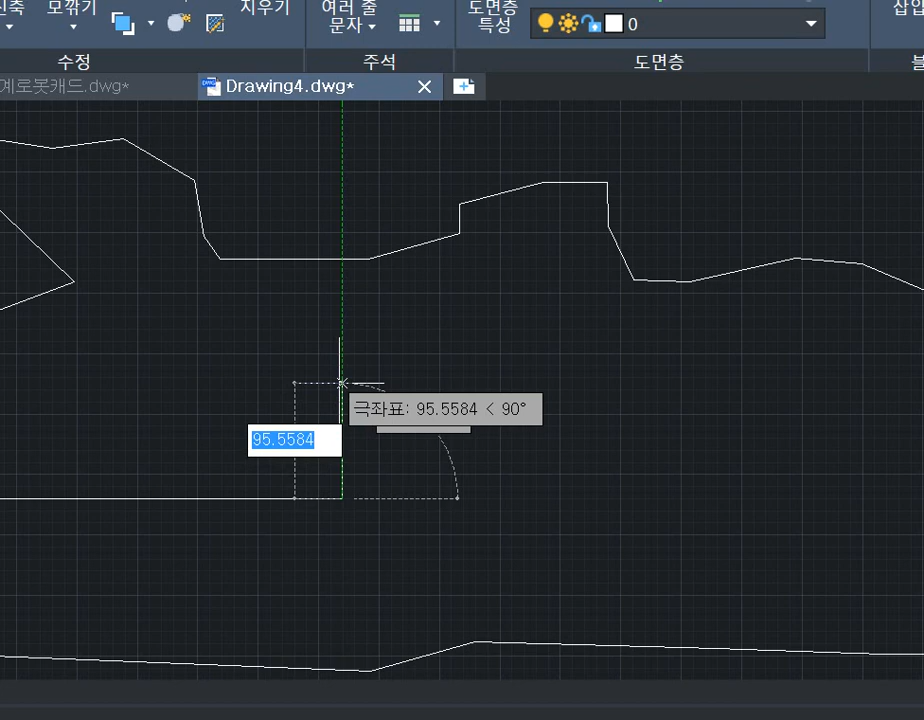 신축 모깎기 지우기 여러 줄 도면층 삽입
문자 특성 0
수정 주석 도면층
예로봇캐드.dwg* Drawing4.dwg*
극좌표: 95.5584 < 90°
95.5584